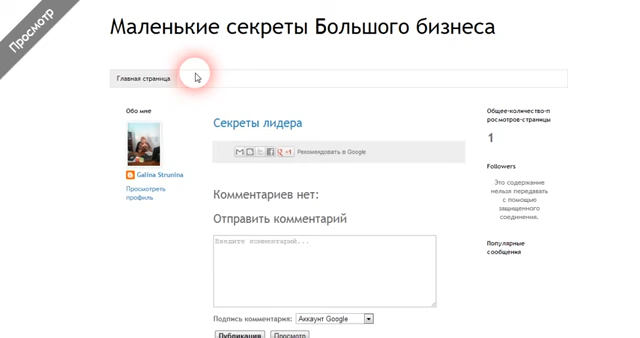 Просмотр
Маленькие секреты Большого бизнеса
Главная страница
Обо мне
Galina Strunina
Просмотреть
профиль
Секреты лидера
+1 Рекомендовать в Google
Комментариев нет:
Отправить комментарий
Введите комментарий...
Подпись комментария: Аккаунт Google
Публикация Просмотр
Общее-количество-п
росмотров-страницы
1
Followers
Это содержание
нельзя передавать
с помощью
защищенного
соединения.
Популярные
сообщения